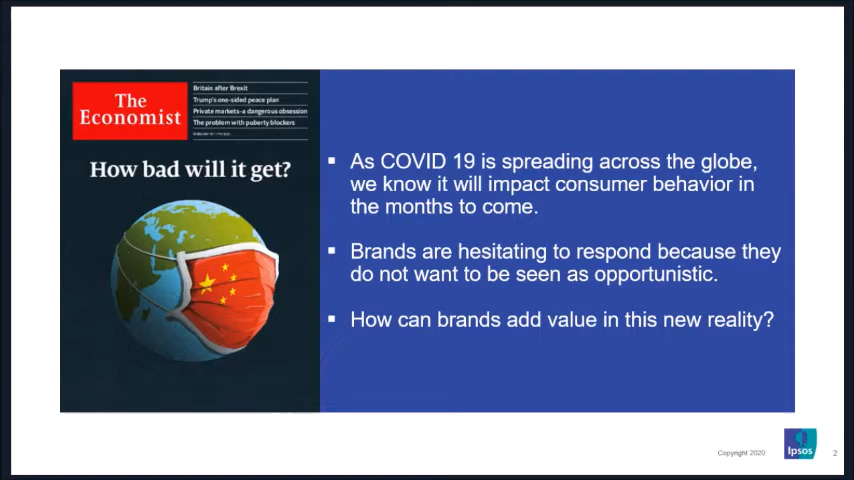 The
Economist
Britain after Brexit
Trump's one-sided peace plan
Private markets-a dangerous obsession
The problem with puberty blockers
How bad will it get?
▪ As COVID 19 is spreading across the globe,
we know it will impact consumer behavior in
the months to come.
▪ Brands are hesitating to respond because they
do not want to be seen as opportunistic.
▪ How can brands add value in this new reality?
Copyright 2020
Ipsos
2